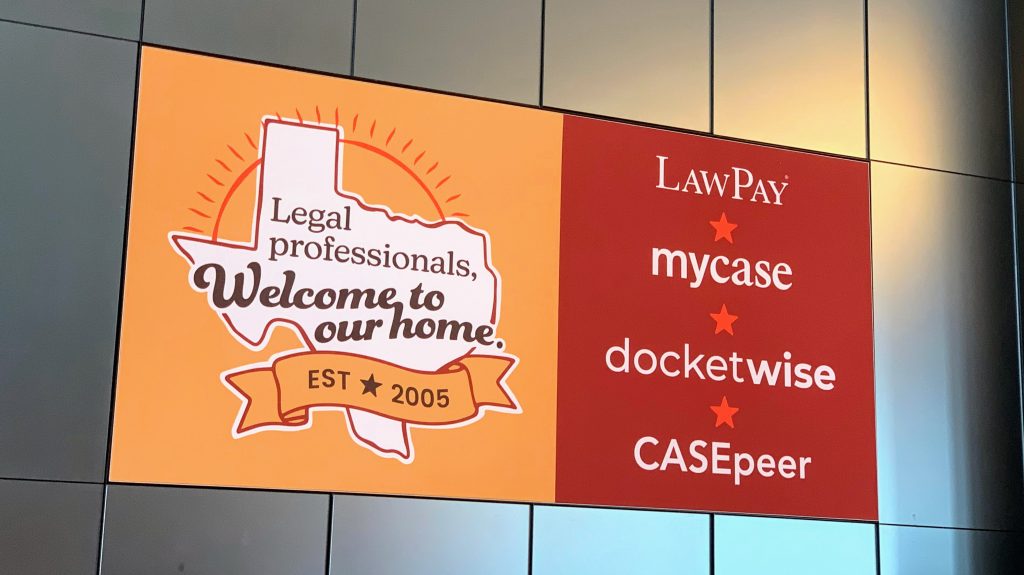 Legal
professionals,
Welcome to
our home.
EST ★ 2005
LAWPAY®
mycase
docketwise
CASEpeer